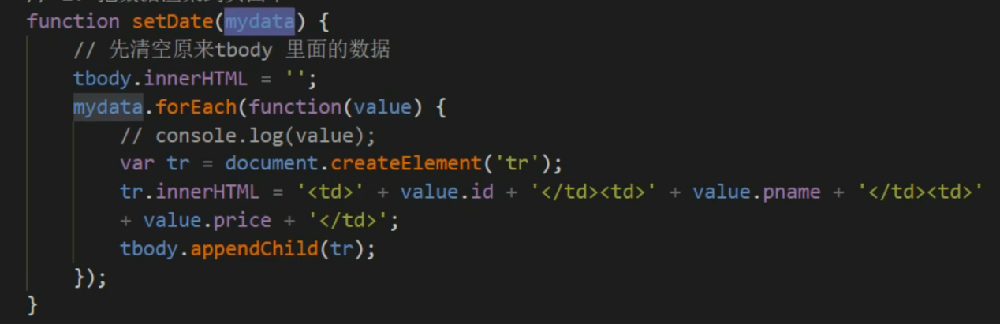 function setDate(mydata) {
// 先清空原来tbody 里面的数据
tbody.innerHTML = '';
mydata.forEach(function(value) {
// console.log(value);
var tr = document.createElement('tr');
tr.innerHTML = '<td>' + value.id + '</td><td>' + value.pname + '</td><td>'
+ value.price + '</td>';
tbody.appendChild(tr);
});
}